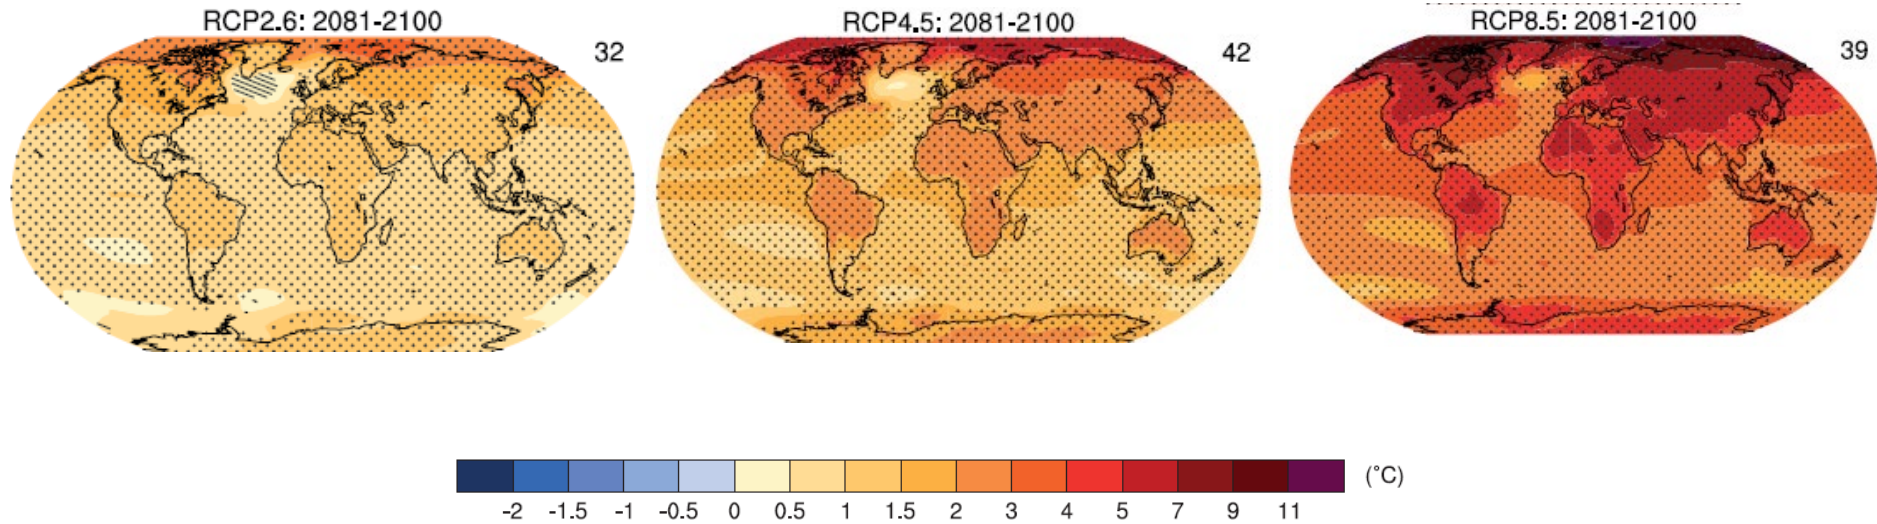 RCP2.6: 2081-2100
32
RCP4.5: 2081-2100
42
RCP8.5: 2081-2100
39
-2 -1.5 -1 -0.5 0 0.5 1 1.5 2 3 4 5 7 9 11 (°C)